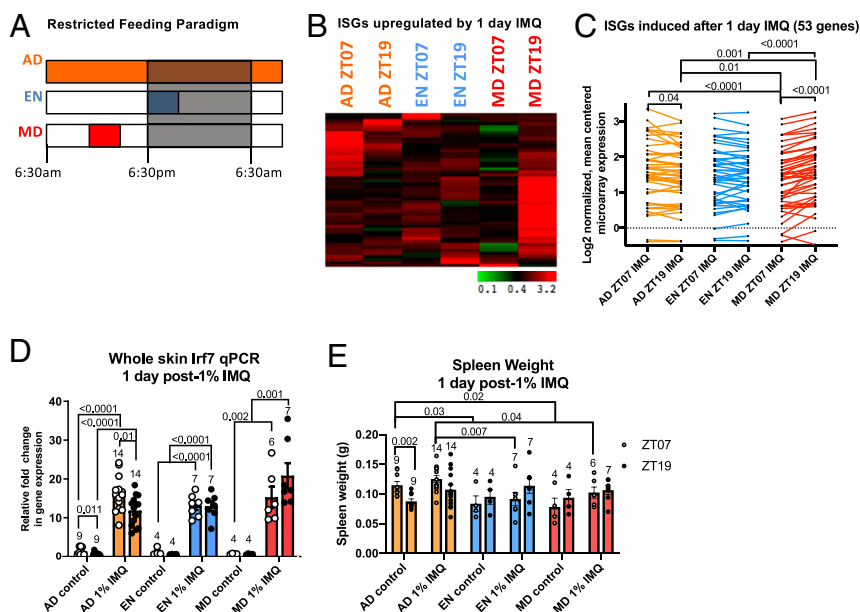 A
Restricted Feeding Paradigm
AD
EN
MD
6:30am
6:30pm
6:30am
B
ISGs upregulated by 1 day IMQ
AD ZT07
AD ZT19
EN ZT07
EN ZT19
MD ZT07
MD ZT19
0.1
0.4
3.2
C
ISGs induced after 1 day IMQ (53 genes)
<0.0001
0.001
0.01
<0.0001
0.04
<0.0001
Log2 normalized, mean centered
microarray expression
3
2
1
0
AD ZT07 IMQ
AD ZT19 IMQ
EN ZT07 IMQ
EN ZT19 IMQ
MD ZT07 IMQ
MD ZT19 IMQ
D
Whole skin Irf7 qPCR
1 day post-1% IMQ
Relative fold change
in gene expression
40
30
20
10
0
<0.0001
<0.0001
0.01
0.011
<0.0001
<0.0001
0.002
0.001
9
9
14
14
4
4
7
7
4
4
6
7
AD control
AD 1% IMQ
EN control
EN 1% IMQ
MD control
MD 1% IMQ
E
Spleen Weight
1 day post-1% IMQ
0.02
0.03
0.04
0.002
0.007
9
9
14
14
4
4
7
7
4
4
6
7
Spleen weight (g)
0.20
0.15
0.10
0.05
0.00
AD control
AD 1% IMQ
EN control
EN 1% IMQ
MD control
MD 1% IMQ
ZT07
ZT19